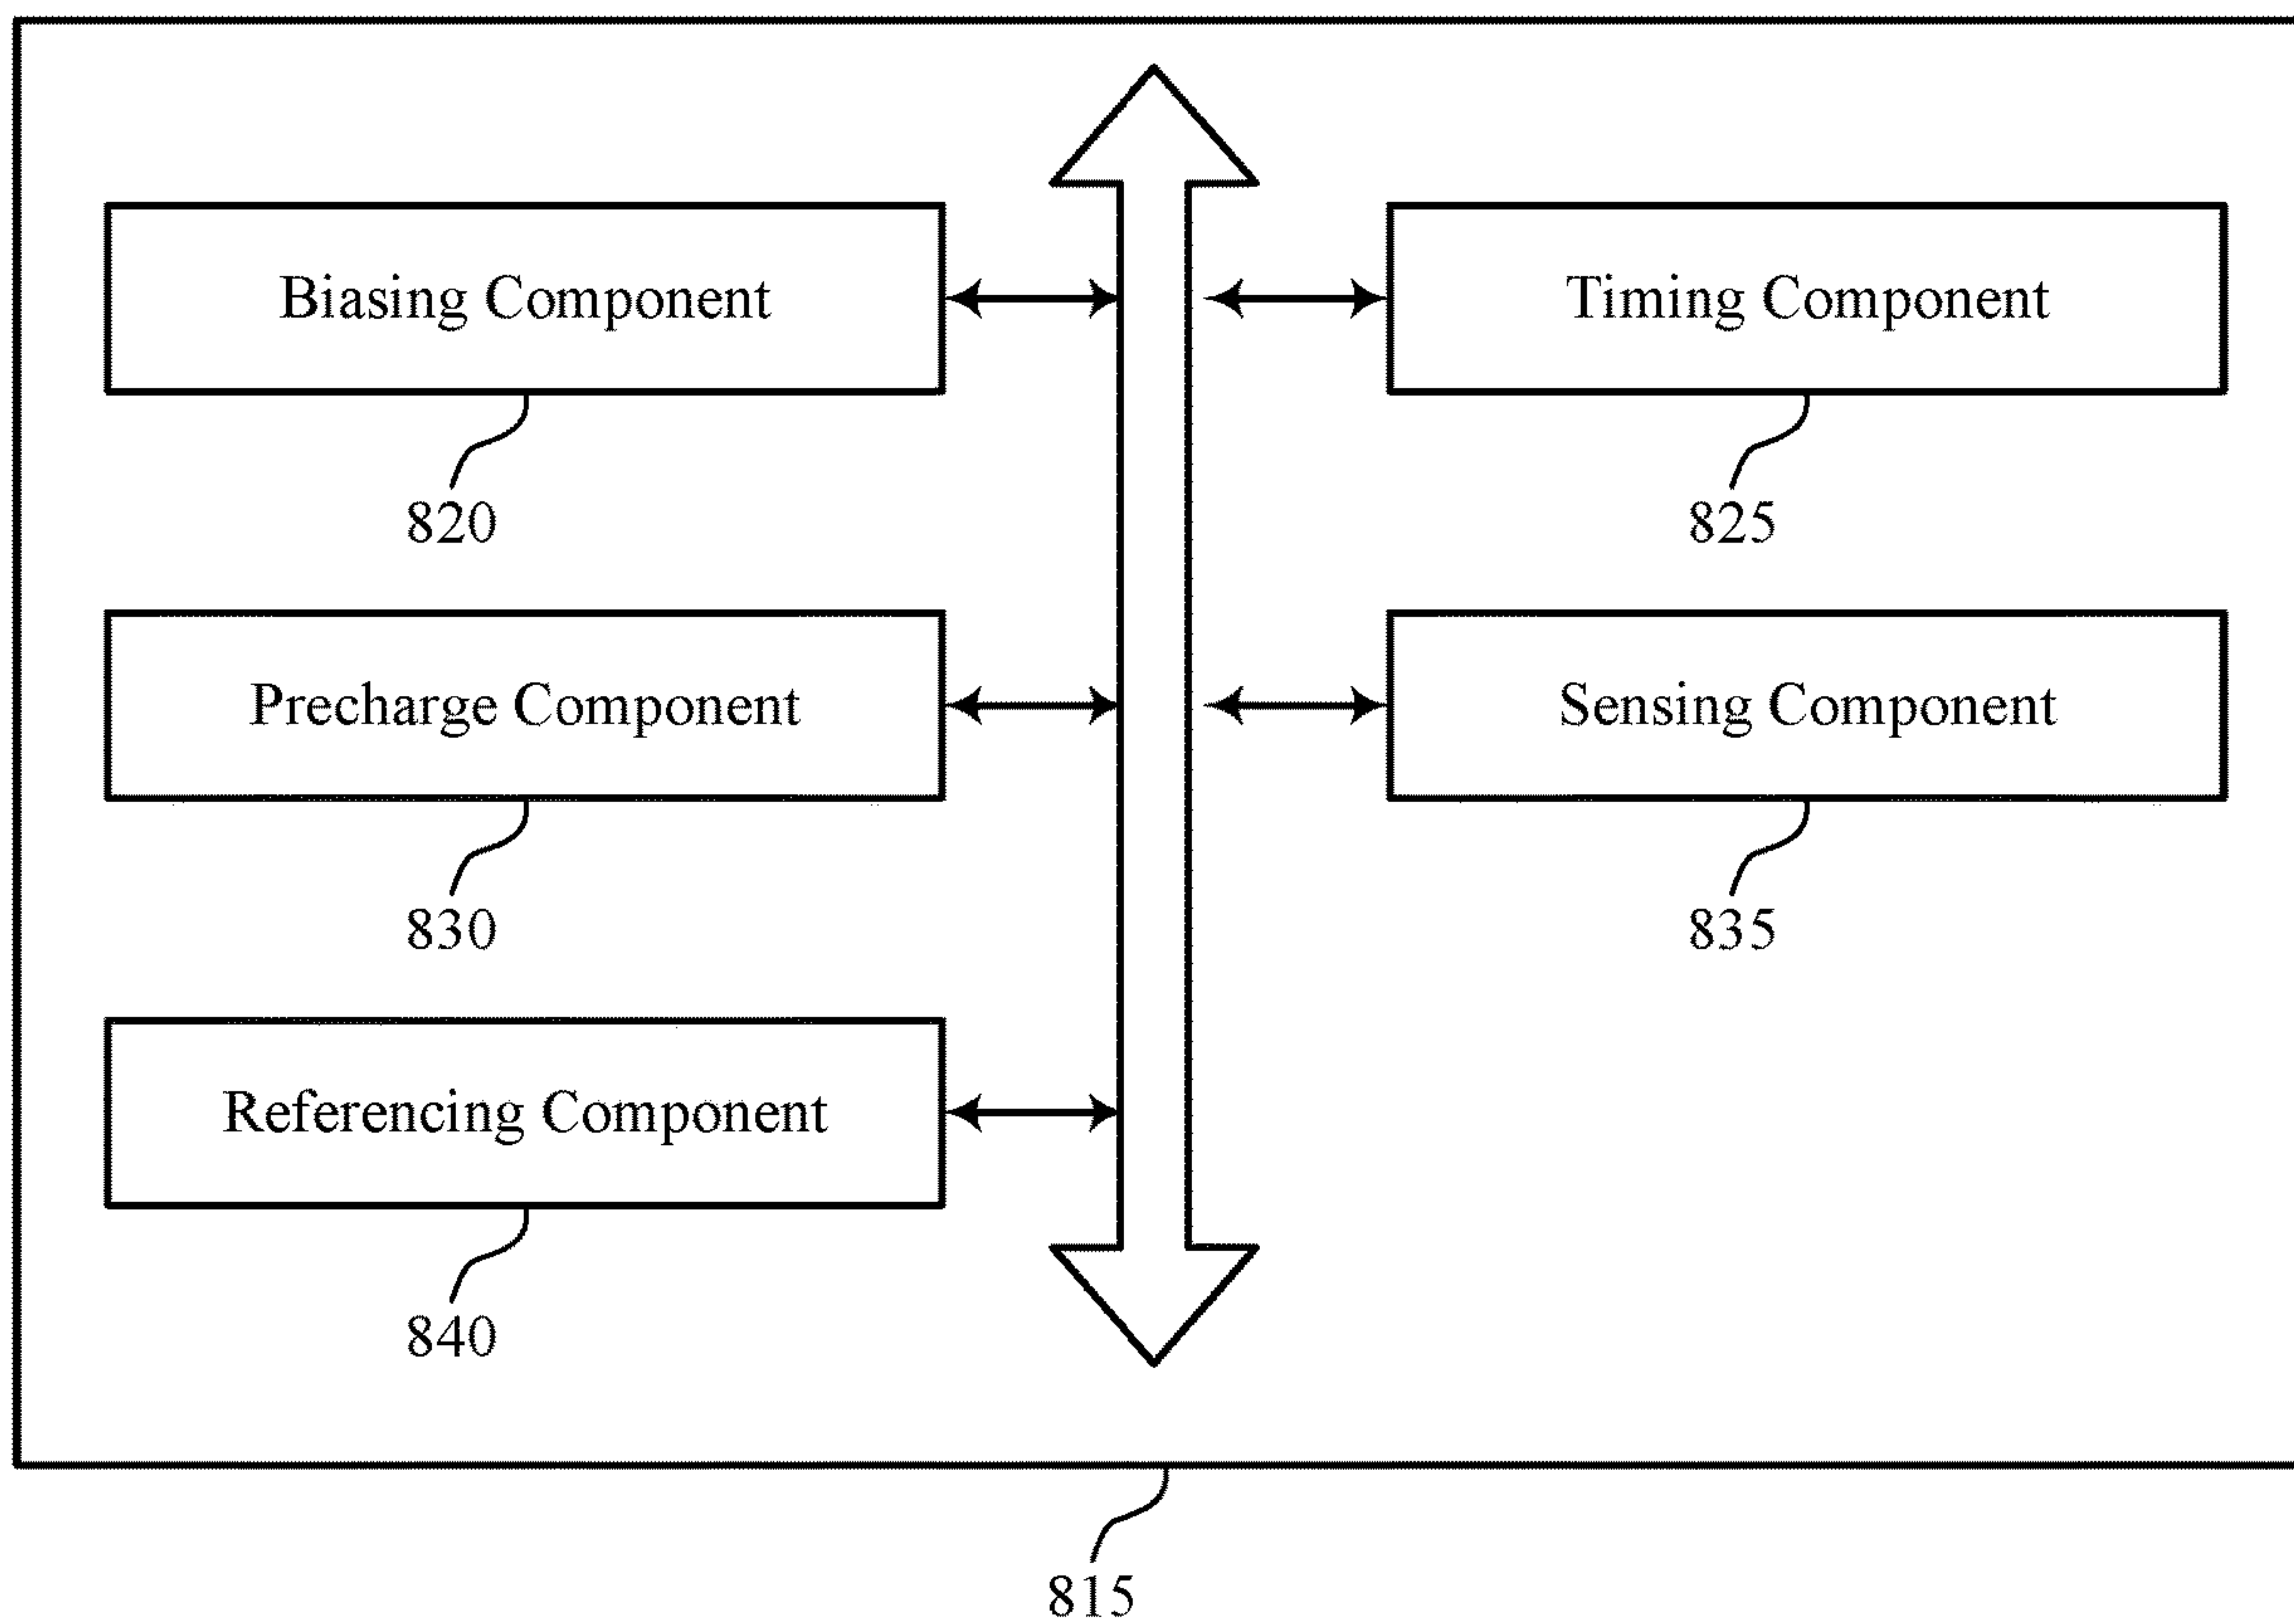 Biasing Component
Timing Component
820
825
Precharge Component
Sensing Component
830
835
Referencing Component
840
815